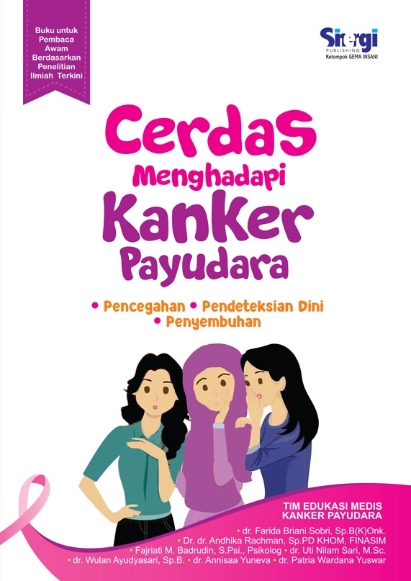 Buku untuk
Pembaca
Awam
Berdasarkan
Penelitian
Ilmiah Terkini
Sinergi
PUBLISHING
Kelompok GEMA INSANI
Cerdas
Menghadapi
Kanker
Payudara
• Pencegahan • Pendeteksian Dini
• Penyembuhan
TIM EDUKASI MEDIS
KANKER PAYUDARA
• dr. Farida Briani Sobri, Sp.B(K)Onk.
• Dr. dr. Andhika Rachman, Sp.PD KHOM, FINASIM
• Fajriati M. Badrudin, S.Psi., Psikolog • dr. Uti Nilam Sari, M.Sc.
• dr. Wulan Ayudyasari, Sp.B. • dr. Annisaa Yuneva • dr. Patria Wardana Yuswar